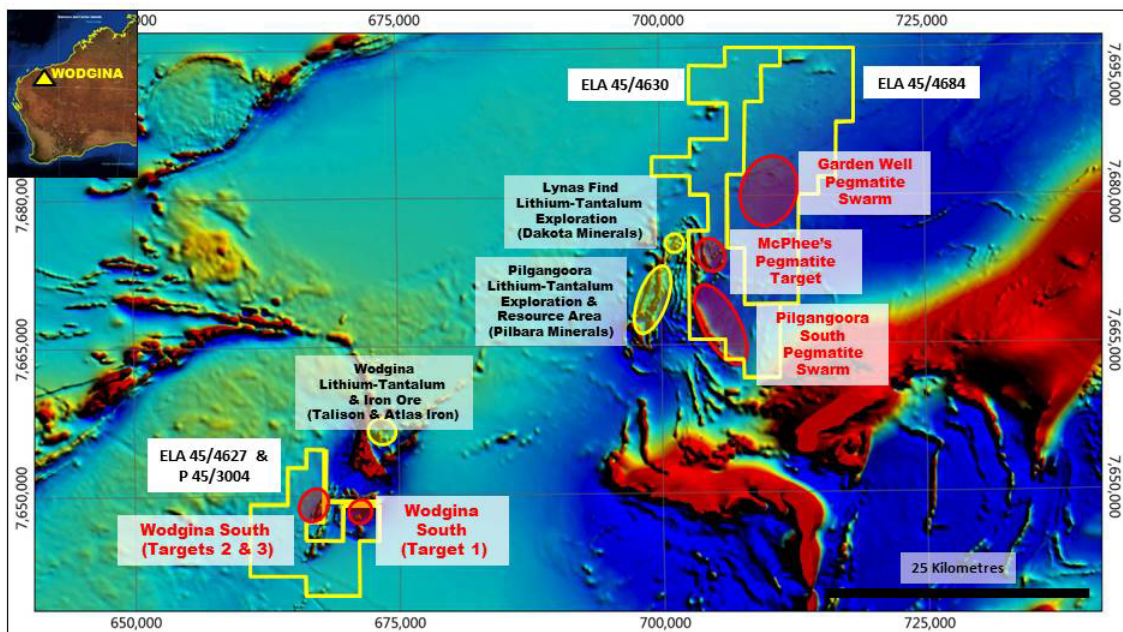 650,000
675,000
700,000
725,000
WODGINA
ELA 45/4630
ELA 45/4684
7,695,000
Garden Well
Pegmatite
Swarm
Lynas Find
Lithium-Tantalum
Exploration
(Dakota Minerals)
7,680,000
7,680,000
McPhee's
Pegmatite
Target
Pilgangoora
Lithium-Tantalum
Exploration &
Resource Area
(Pilbara Minerals)
Pilgangoora
South
Pegmatite
Swarm
7,665,000
7,665,000
Wodgina
Lithium-Tantalum
& Iron Ore
(Talison & Atlas Iron)
ELA 45/4627 &
P 45/3004
7,650,000
7,650,000
Wodgina South
(Targets 2 & 3)
Wodgina
South
(Target 1)
25 Kilometres
650,000
675,000
700,000
725,000